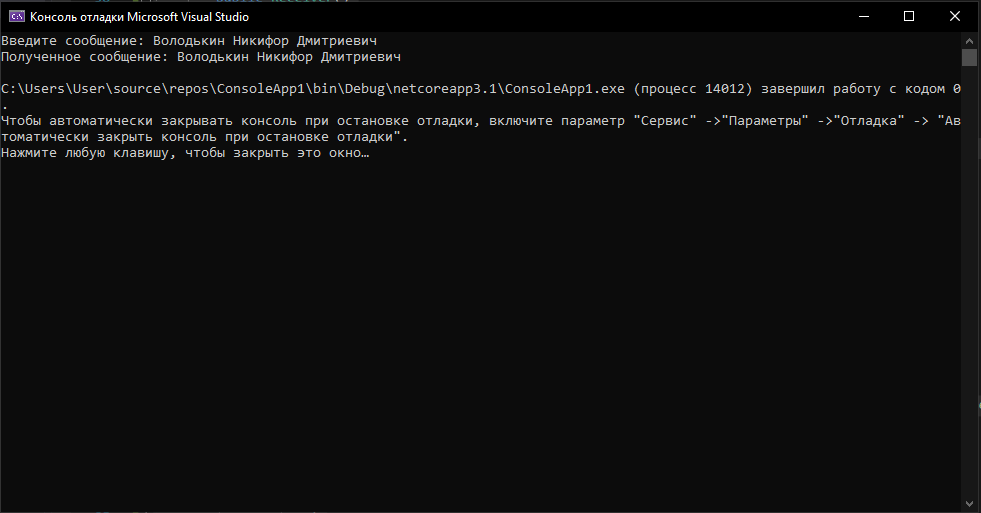 Консоль отладки Microsoft Visual Studio
Введите сообщение: Володькин Никифор Дмитриевич
Полученное сообщение: Володькин Никифор Дмитриевич
C:\Users\User\source\repos\ConsoleApp1\bin\Debug\netcoreapp3.1\ConsoleApp1.exe (процесс 14012) завершил работу с кодом 0
.
Чтобы автоматически закрывать консоль при остановке отладки, включите параметр "Сервис" ->"Параметры" ->"Отладка" -> "Ав
томатически закрыть консоль при остановке отладки".
Нажмите любую клавишу, чтобы закрыть это окно…